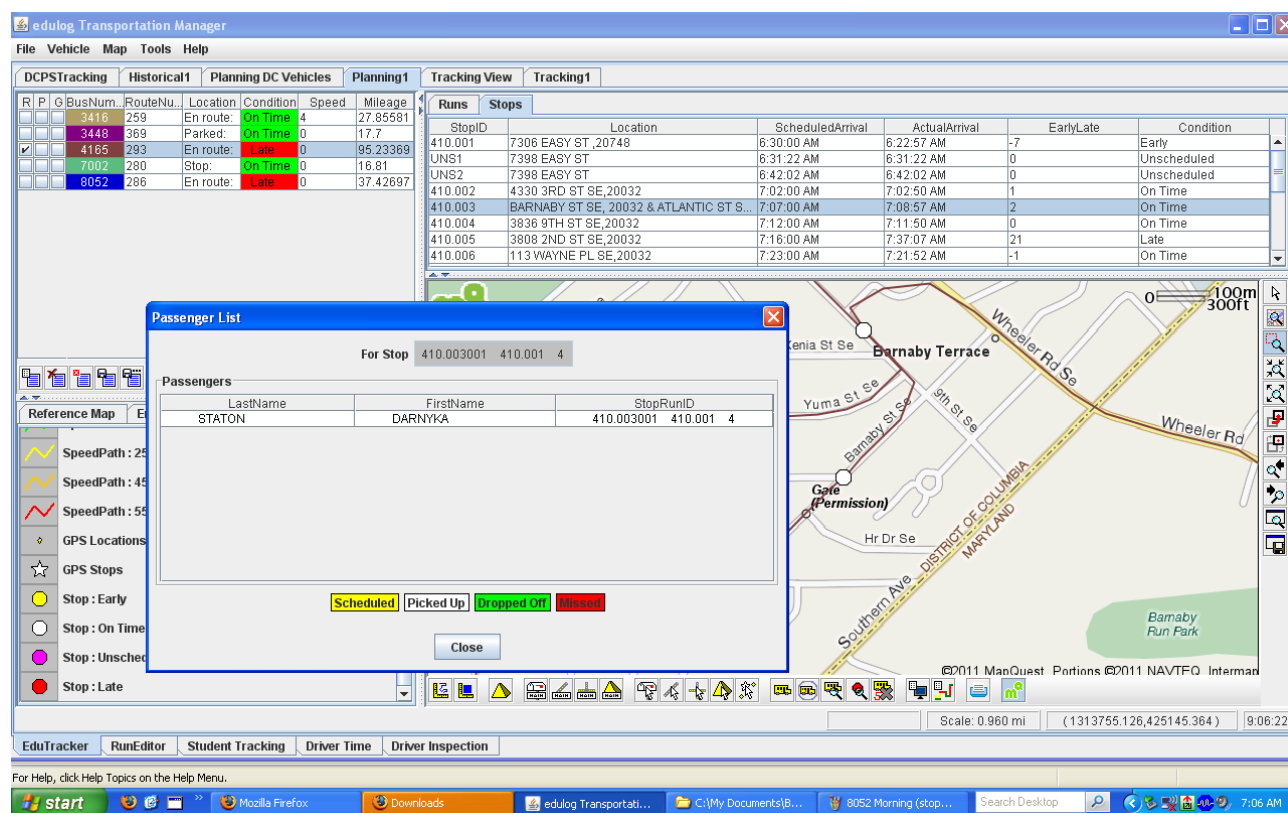 edulog Transportation Manager
File Vehicle Map Tools Help
DCPSTracking Historical1 Planning DC Vehicles Planning1 Tracking View Tracking1
R P G BusNum... RouteNu... Location Condition Speed Mileage
3416 259 En route: On Time 4 27.85581
3448 369 Parked: On Time 0 17.7
4165 293 En route: Late 0 95.23369
7002 280 Stop: On Time 0 16.81
8052 286 En route: Late 0 37.42697
Runs Stops
StopID Location ScheduledArrival ActualArrival EarlyLate Condition
410.001 7306 EASY ST ,20748 6:30:00 AM 6:22:57 AM -7 Early
UNS1 7398 EASY ST 6:31:22 AM 6:31:22 AM 0 Unscheduled
UNS2 7398 EASY ST 6:42:02 AM 6:42:02 AM 0 Unscheduled
410.002 4330 3RD ST SE,20032 7:02:00 AM 7:02:50 AM 1 On Time
410.003 BARNABY ST SE, 20032 & ATLANTIC ST S... 7:07:00 AM 7:08:57 AM 2 On Time
410.004 3836 9TH ST SE,20032 7:12:00 AM 7:11:50 AM 0 On Time
410.005 3808 2ND ST SE,20032 7:16:00 AM 7:37:07 AM 21 Late
410.006 113 WAYNE PL SE,20032 7:23:00 AM 7:21:52 AM -1 On Time
Passenger List
For Stop 410.003001 410.001 4
Passengers
LastName FirstName StopRunID
STATON DARNYKA 410.003001 410.001 4
Scheduled Picked Up Dropped Off Missed
Close
Reference Map
SpeedPath : 25
SpeedPath : 45
SpeedPath : 55
GPS Locations
GPS Stops
Stop : Early
Stop : On Time
Stop : Unsched
Stop : Late
0 100m
300ft
Xenia St Se
Barnaby Terrace
Wheeler Rd Se
Yuma St Se
9th St Se
Barnaby St Se
Wheeler Rd
Gate
(Permission)
Hr Dr Se
DISTRICT OF COLUMBIA
MARYLAND
Southern Ave
Barnaby
Run Park
©2011 MapQuest Portions ©2011 NAVTEQ, Intermap
Scale: 0.960 mi (1313755.126,425145.364) 9:06:22
EduTracker RunEditor Student Tracking Driver Time Driver Inspection
For Help, click Help Topics on the Help Menu.
start Mozilla Firefox Downloads edulog Transportati... C:\My Documents\B... 8052 Morning (stop... Search Desktop 7:06 AM